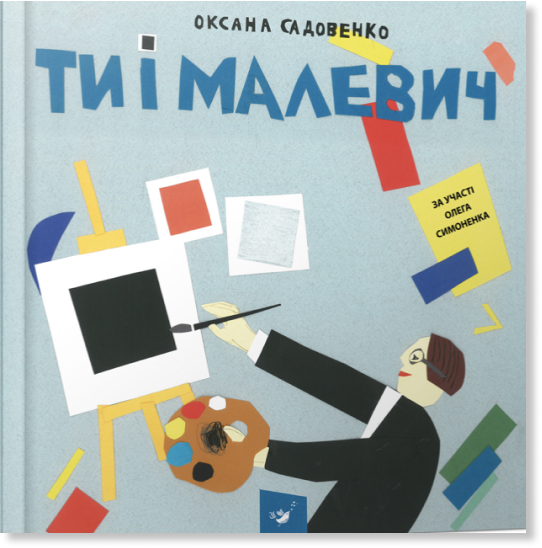 ОКСАНА САДОВЕНКО
ТИ І МАЛЕВИЧ
ЗА УЧАСТІ
ОЛЕГА
СИМОНЕНКА